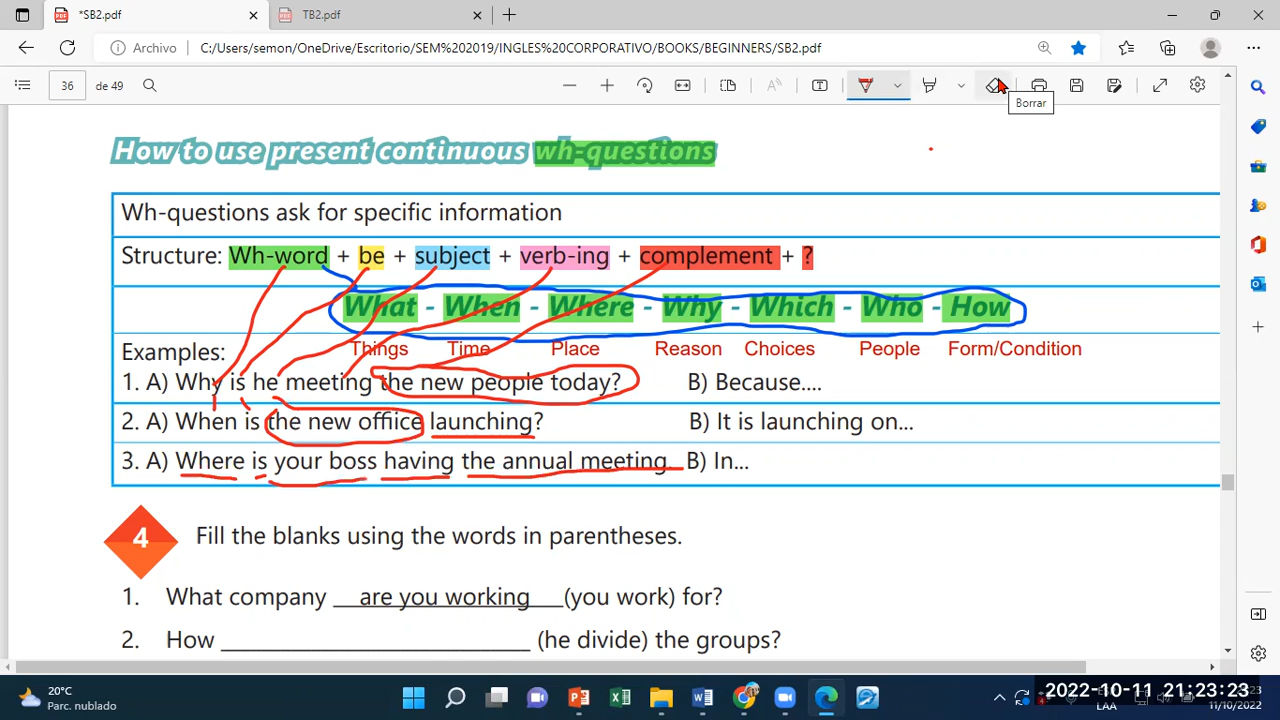 *SB2.pdf
TB2.pdf
Archivo C:/Users/semon/OneDrive/Escritorio/SEM%202019/INGLES%20CORPORATIVO/BOOKS/BEGINNERS/SB2.pdf
36 de 49
Borrar
How to use present continuous wh-questions
Wh-questions ask for specific information
Structure: Wh-word + be + subject + verb-ing + complement + ?
What - When - Where - Why - Which - Who - How
Examples: Things Time Place Reason Choices People Form/Condition
1. A) Why is he meeting the new people today? B) Because....
2. A) When is the new office launching? B) It is launching on...
3. A) Where is your boss having the annual meeting B) In...
4 Fill the blanks using the words in parentheses.
1. What company __are you working___(you work) for?
2. How ____________________________ (he divide) the groups?
20°C
Parc. nublado
LAA
2022-10-11 21:23:23
11/10/2022